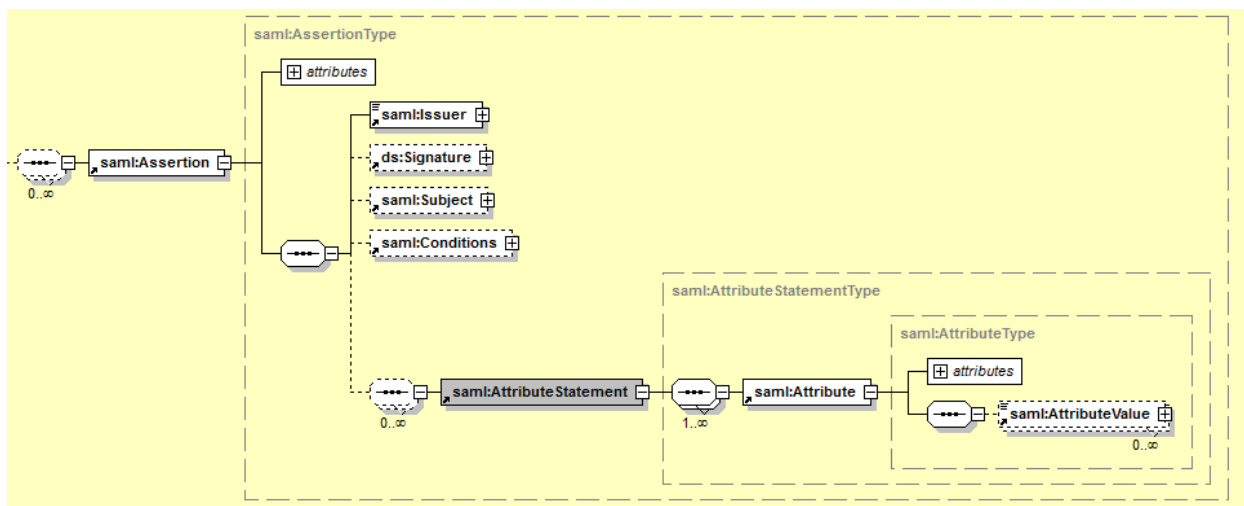 saml:AssertionType
attributes
saml:Issuer
ds:Signature
saml:Assertion
0..∞
saml:Subject
saml:Conditions
saml:AttributeStatementType
saml:AttributeType
attributes
saml:AttributeStatement
saml:Attribute
saml:AttributeValue
0..∞
1..∞
0..∞